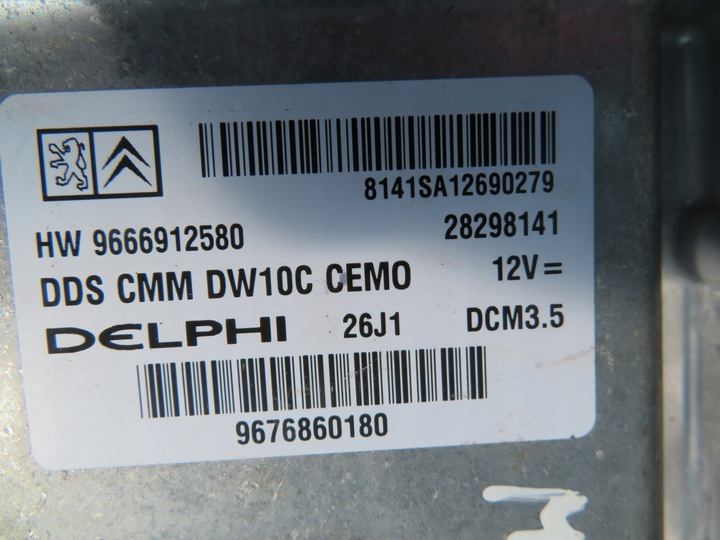 8141SA12690279
HW 9666912580 28298141
DDS CMM DW10C CEMO 12V=
DELPHI 26J1 DCM3.5
9676860180